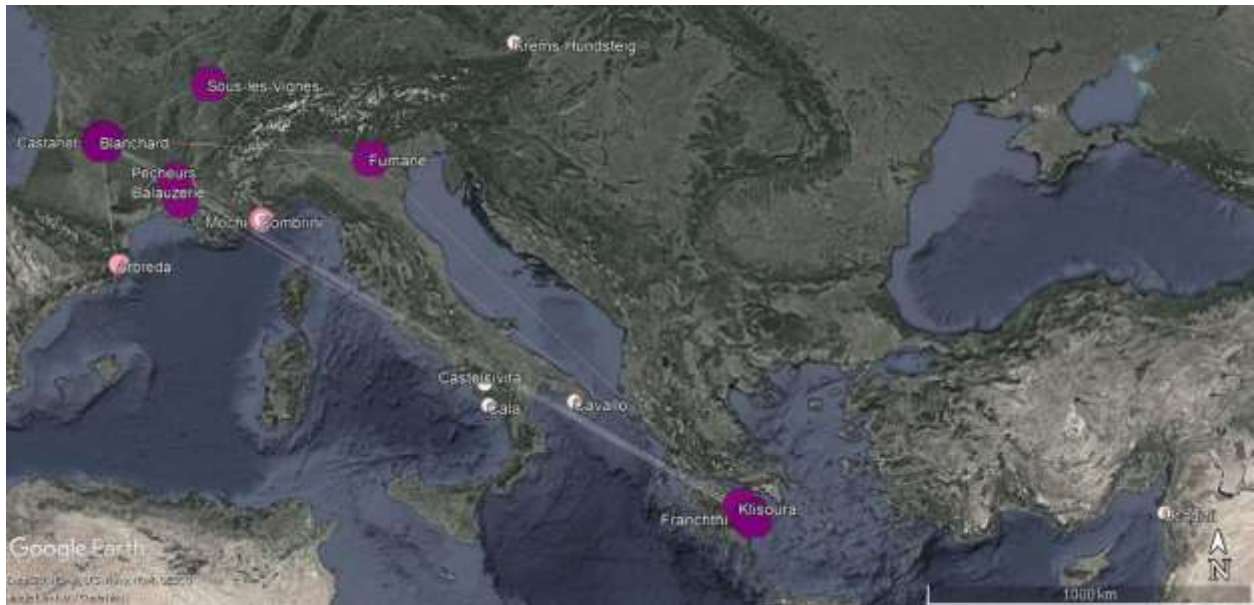 Krems Hundsteig
Sous-les-Vignes
Castanet Blanchard
Fumane
Pecheurs
Balauzerie
Mochi Bombrini
Castelcivita
Cala Cavallo
Franchthi Klisoura
Google Earth
N
1000 km